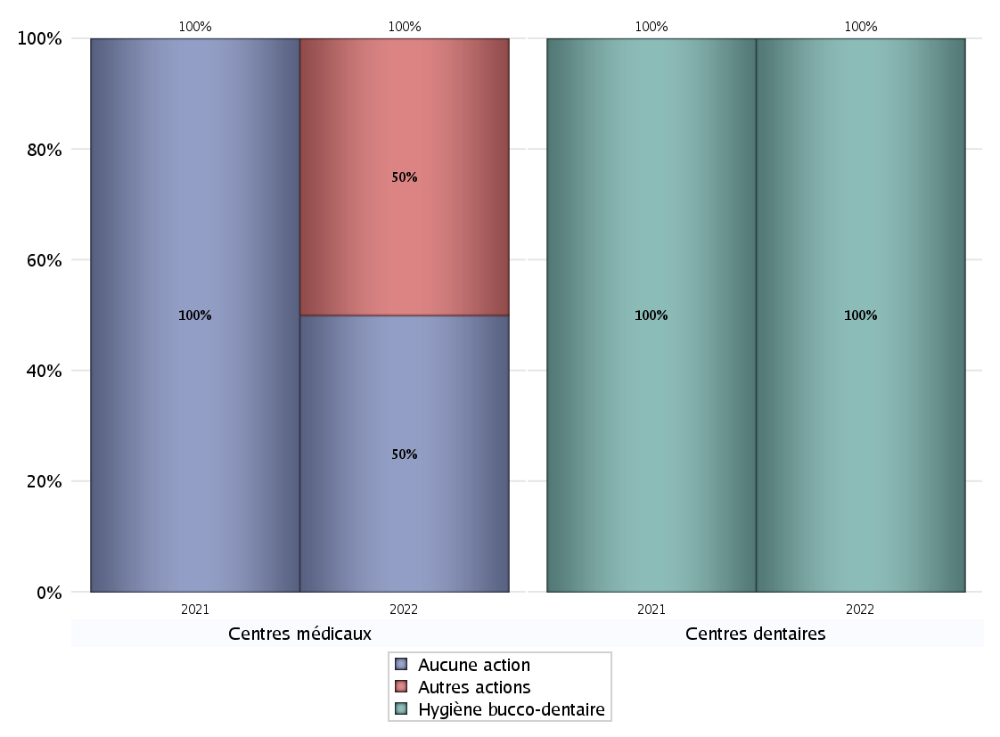 100% 100% 100% 100%
100%
80%
50%
60%
100% 100% 100%
40%
50%
20%
0%
2021 2022 2021 2022
Centres médicaux Centres dentaires
Aucune action
Autres actions
Hygiène bucco-dentaire